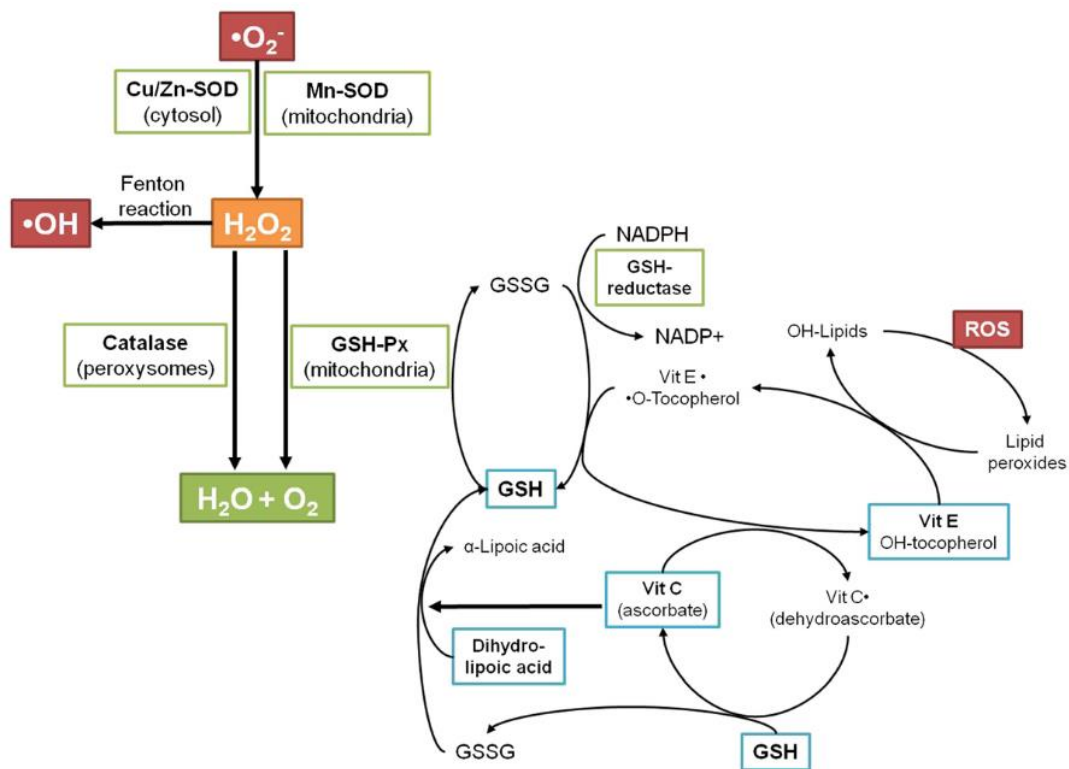 •O₂⁻
Cu/Zn-SOD
(cytosol)
Mn-SOD
(mitochondria)
Fenton
reaction
•OH
H₂O₂
Catalase
(peroxysomes)
GSH-Px
(mitochondria)
H₂O + O₂
NADPH
GSH-
reductase
GSSG
NADP+
OH-Lipids
ROS
Vit E •
•O-Tocopherol
Lipid
peroxides
GSH
Vit E
OH-tocopherol
α-Lipoic acid
Vit C
(ascorbate)
Vit C•
(dehydroascorbate)
Dihydro-
lipoic acid
GSSG
GSH